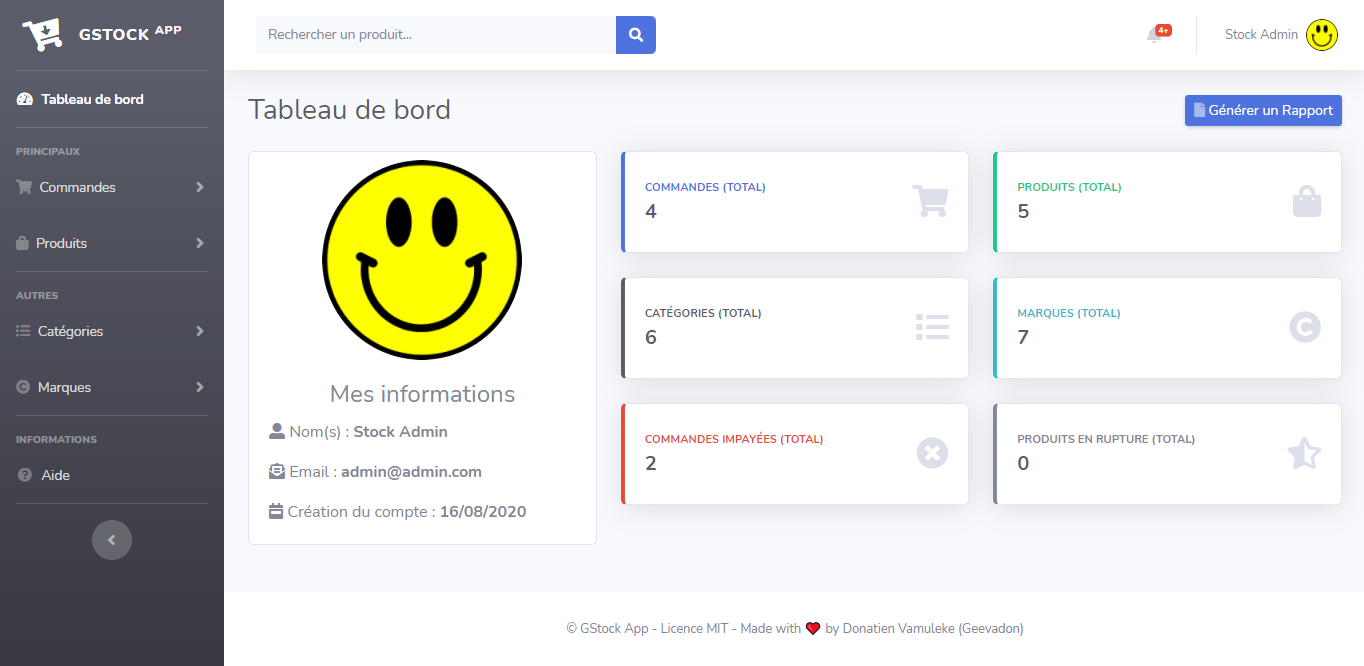 GSTOCK APP
Rechercher un produit...
4+
Stock Admin
Tableau de bord
PRINCIPAUX
Commandes
Produits
AUTRES
Catégories
Marques
INFORMATIONS
Aide
Tableau de bord
Générer un Rapport
Mes informations
Nom(s) : Stock Admin
Email : admin@admin.com
Création du compte : 16/08/2020
COMMANDES (TOTAL)
4
PRODUITS (TOTAL)
5
CATÉGORIES (TOTAL)
6
MARQUES (TOTAL)
7
COMMANDES IMPAYÉES (TOTAL)
2
PRODUITS EN RUPTURE (TOTAL)
0
© GStock App - Licence MIT - Made with ❤ by Donatien Vamuleke (Geevadon)